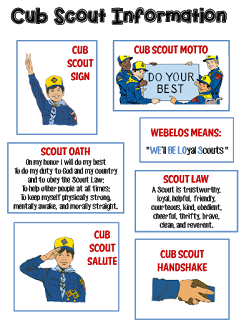 Cub Scout Information
CUB
SCOUT
SIGN
CUB SCOUT MOTTO
DO YOUR
BEST
WEBELOS MEANS:
"WE'll BE LOyal Scouts"
SCOUT OATH
On my honor I will do my best
To do my duty to God and my country
and to obey the Scout Law;
To help other people at all times;
To keep myself physically strong,
mentally awake, and morally straight.
SCOUT LAW
A Scout is trustworthy,
loyal, helpful, friendly,
courteous, kind, obedient,
cheerful, thrifty, brave,
clean, and reverent.
CUB
SCOUT
SALUTE
CUB SCOUT
HANDSHAKE